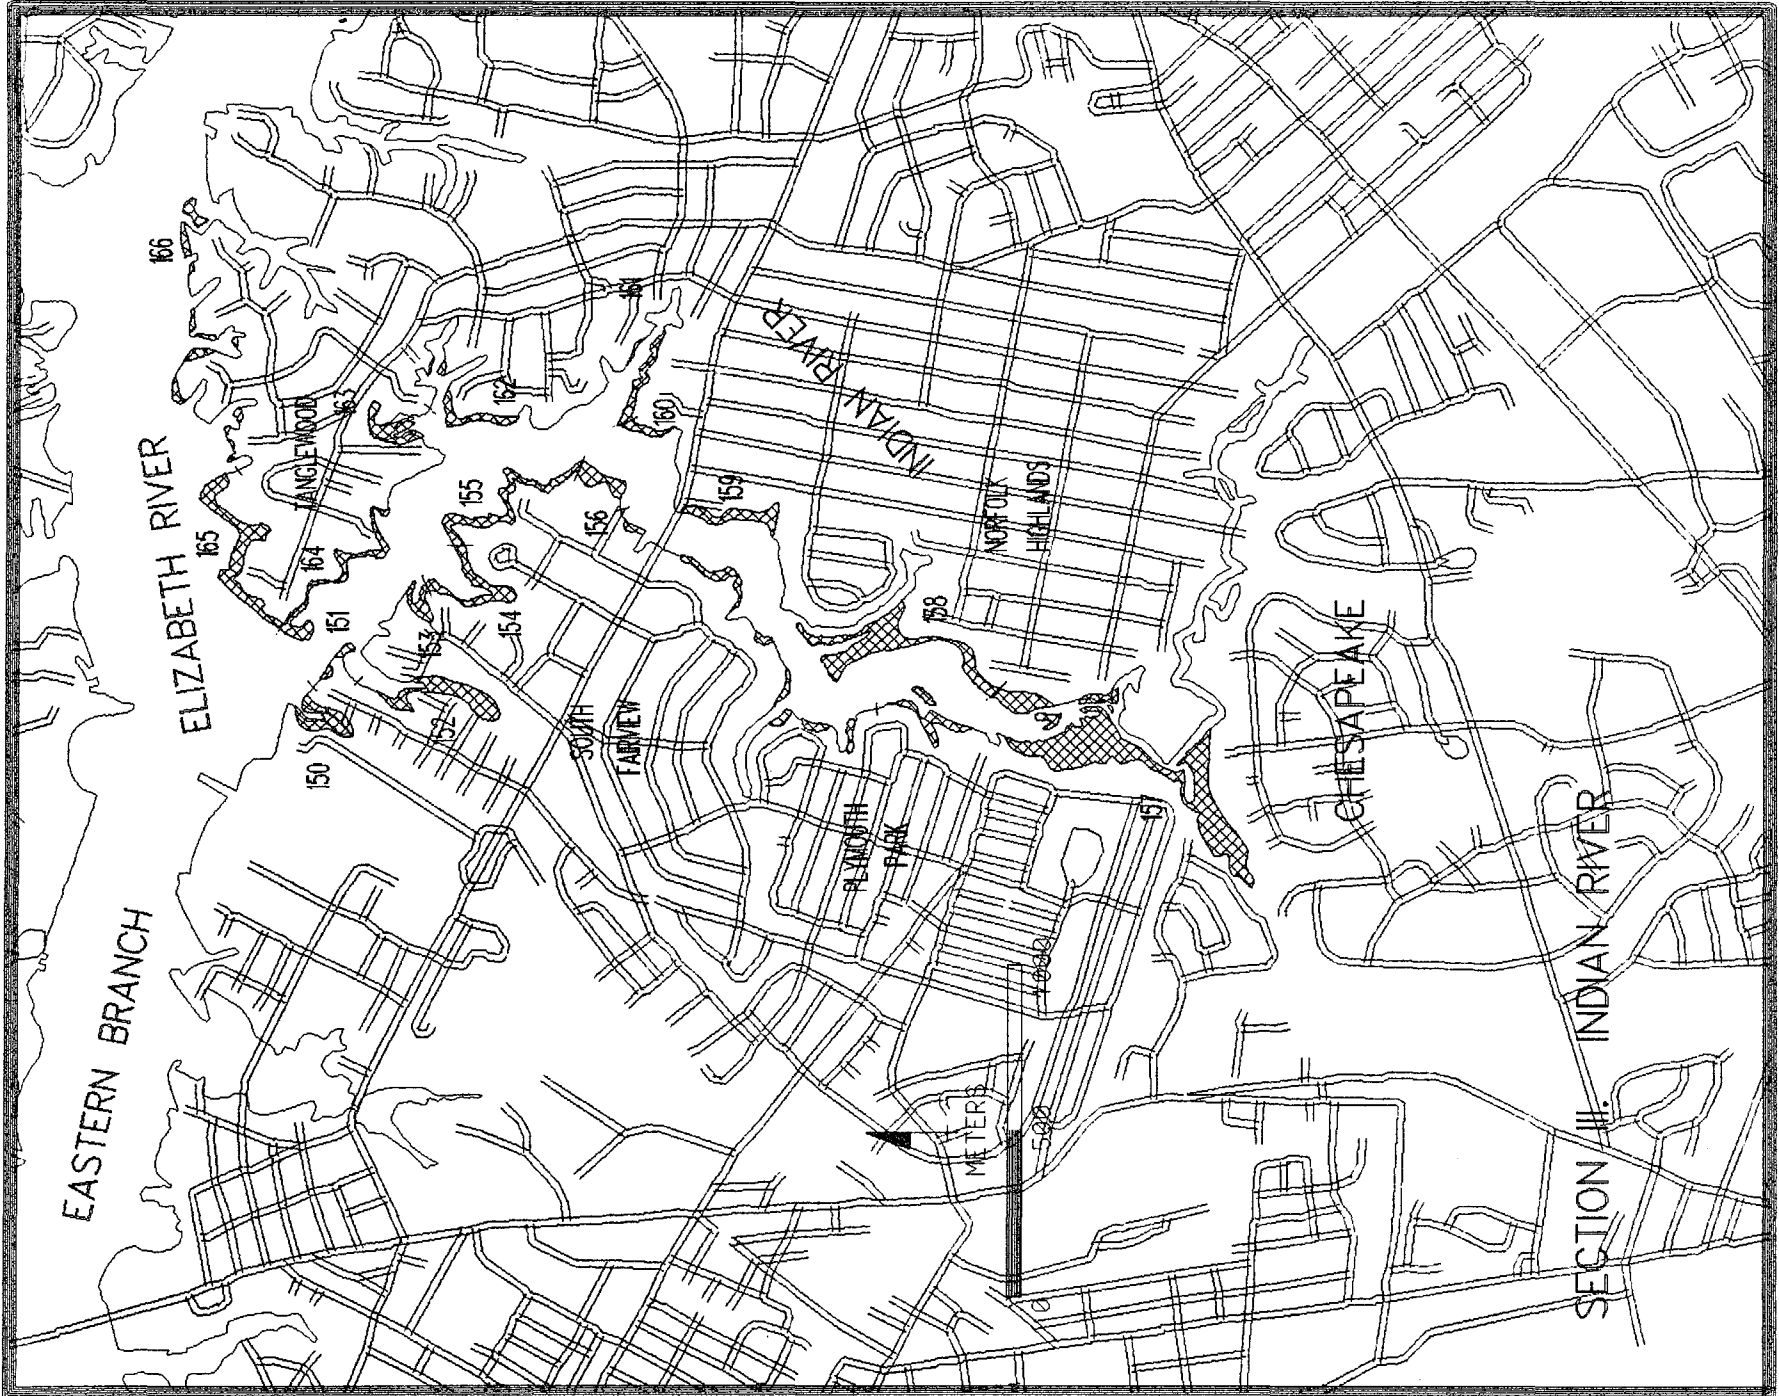 EASTERN BRANCH
ELIZABETH RIVER
166
165
164
151
150
TANGLEWOOD
163
162
161
160
155
156
153
154
152
159
SOUTH
FAIRVIEW
INDIAN RIVER
NORFOLK
HIGHLANDS
158
PLYMOUTH
PARK
157
CHESAPEAKE
METERS
0
500
1000
SECTION III. INDIAN RIVER